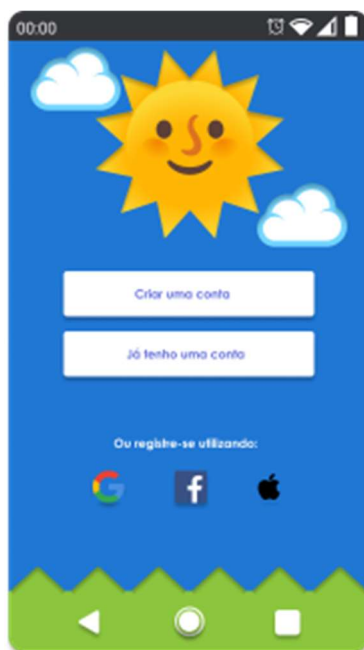 00:00
Criar uma conta
Já tenho uma conta
Ou registre-se utilizando: